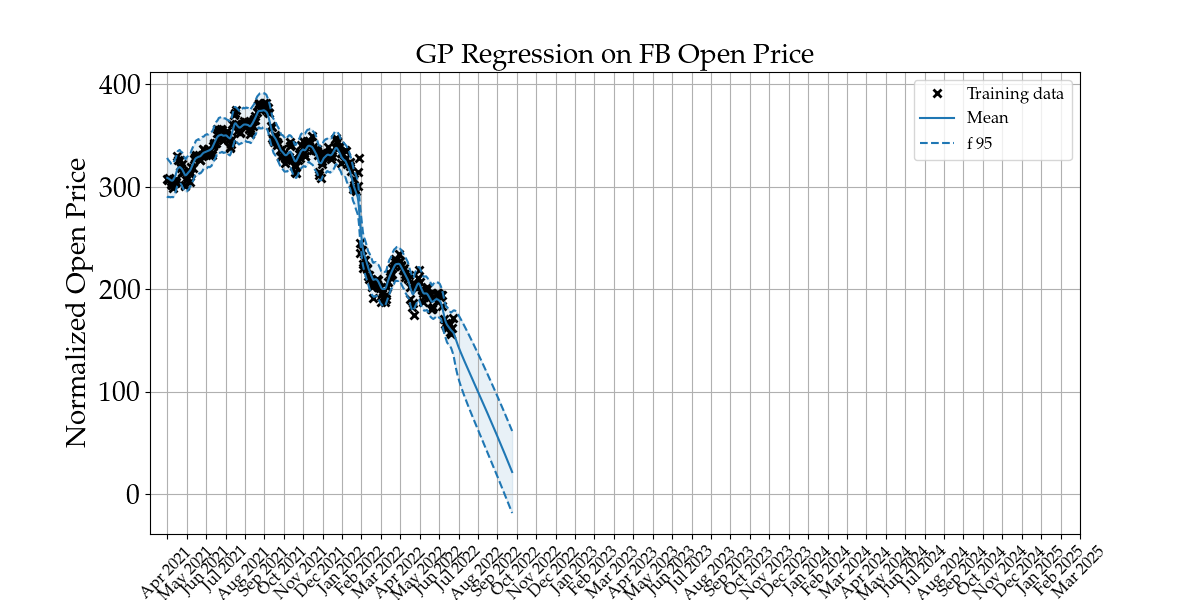 GP Regression on FB Open Price
Training data
Mean
f 95
Normalized Open Price
400
300
200
100
0
Apr 2021
May 2021
Jun 2021
Jul 2021
Aug 2021
Sep 2021
Oct 2021
Nov 2021
Dec 2021
Jan 2022
Feb 2022
Mar 2022
Apr 2022
May 2022
Jun 2022
Jul 2022
Aug 2022
Sep 2022
Oct 2022
Nov 2022
Dec 2022
Jan 2023
Feb 2023
Mar 2023
Apr 2023
May 2023
Jun 2023
Jul 2023
Aug 2023
Sep 2023
Oct 2023
Nov 2023
Dec 2023
Jan 2024
Feb 2024
Mar 2024
Apr 2024
May 2024
Jun 2024
Jul 2024
Aug 2024
Sep 2024
Oct 2024
Nov 2024
Dec 2024
Jan 2025
Feb 2025
Mar 2025